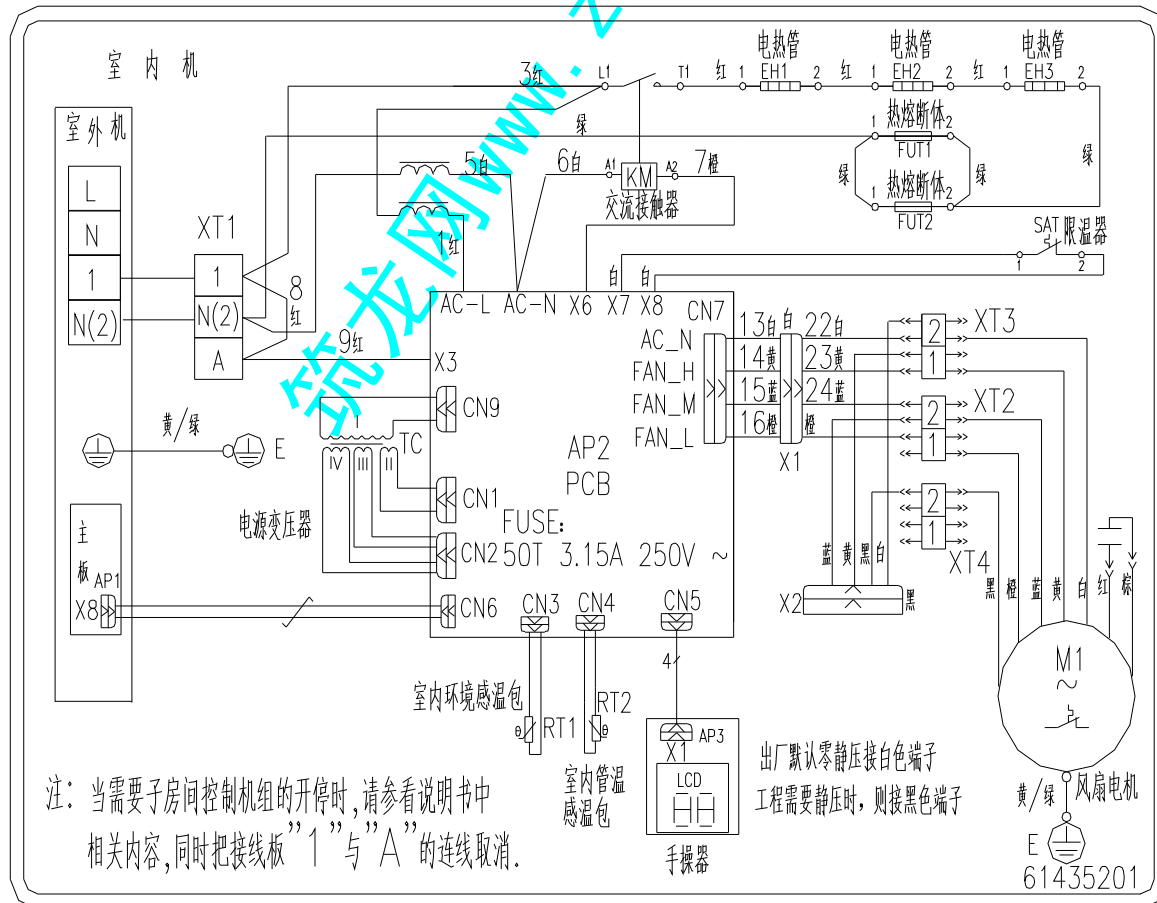 室内机
3红 L1 T1 红 1 电热管 EH1 2 红 1 电热管 EH2 2 红 1 电热管 EH3 2
室外机
L
N
1
N(2)
XT1
1
N(2)
A
8
红
9红
绿
1 热熔断体 2
FUT1
绿 绿 绿
1 热熔断体 2
FUT2
5白 6白 A1 KM A2 7橙
交流接触器
1红
白 白
SAT 限温器
1 2
AC-L AC-N X6 X7 X8 CN7
X3
AC_N
FAN_H
FAN_M
FAN_L
13白 白 22白
14黄 23黄
15蓝 24蓝
16橙 橙
X1
2 XT3
1
2 XT2
1
2
1 XT4
CN9
I
TC
IV III II
CN1
CN2
CN6
电源变压器
黄/绿
E
AP2
PCB
FUSE:
50T 3.15A 250V ~
主板 AP1
X8
CN3 CN4 CN5
4
室内环境感温包
RT1 θ
RT2 θ
室内管温
感温包
AP3
X1
LCD
手操器
蓝 黄 黑 白
X2 黑
黑 橙 蓝 黄 白 红 棕
M1
~
风扇电机
黄/绿
E
出厂默认零静压接白色端子
工程需要静压时，则接黑色端子
注：当需要子房间控制机组的开停时,请参看说明书中
相关内容,同时把接线板”1”与”A”的连线取消.
61435201
筑龙网www.z